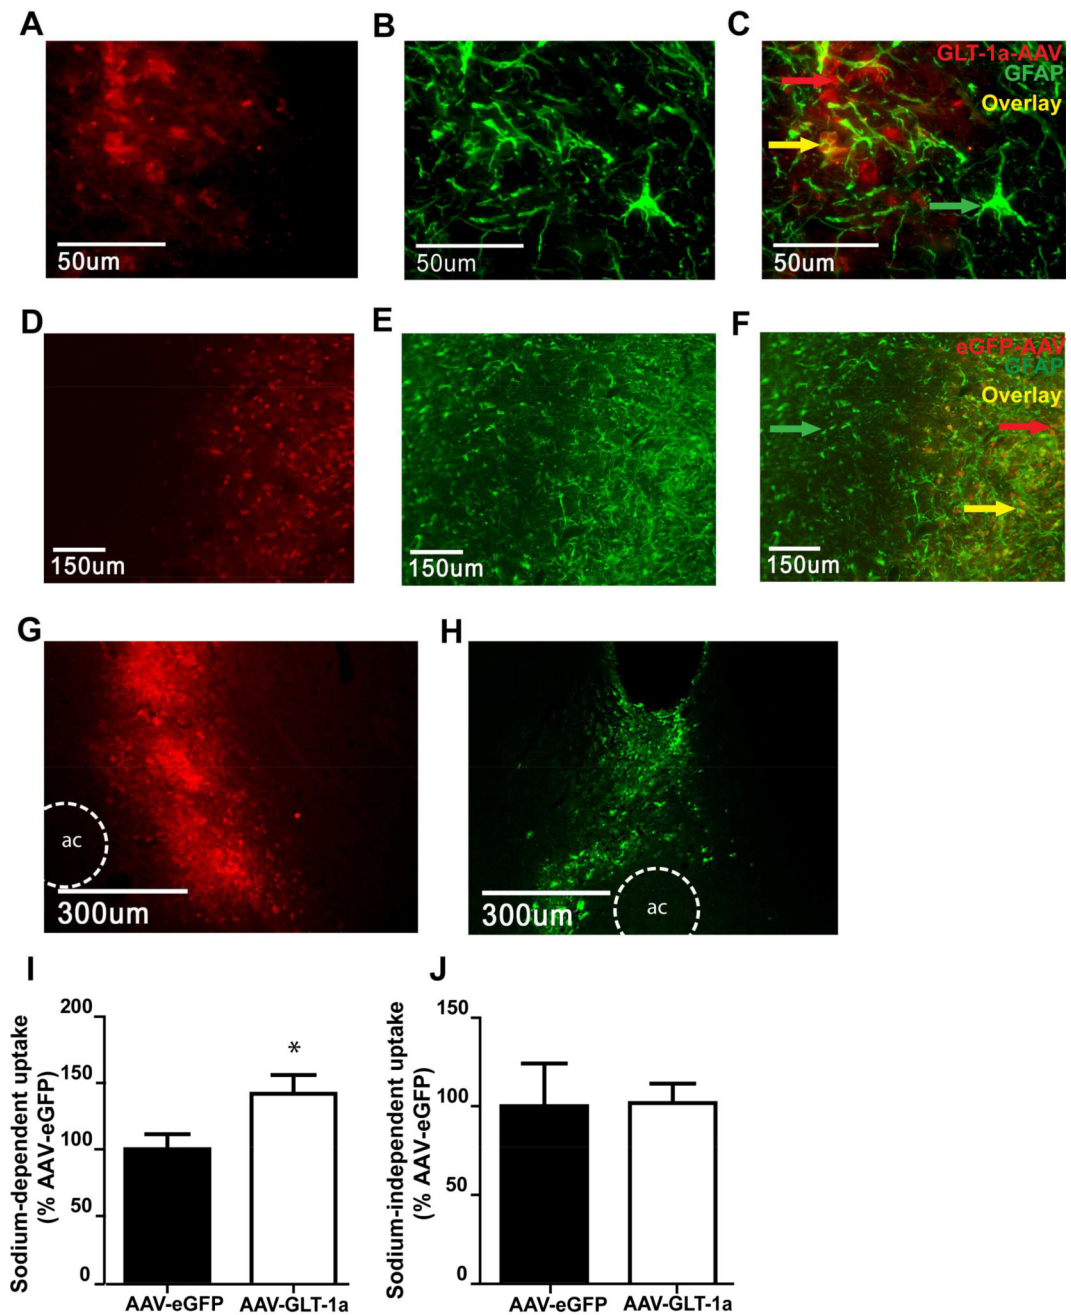 A
50um
B
50um
C
GLT-1a-AAV
GFAP
Overlay
50um
D
150um
E
150um
F
eGFP-AAV
GFAP
Overlay
150um
G
ac
300um
H
ac
300um
I
Sodium-dependent uptake
(% AAV-eGFP)
200
150
100
50
0
*
AAV-eGFP
AAV-GLT-1a
J
Sodium-independent uptake
(% AAV-eGFP)
150
100
50
0
AAV-eGFP
AAV-GLT-1a